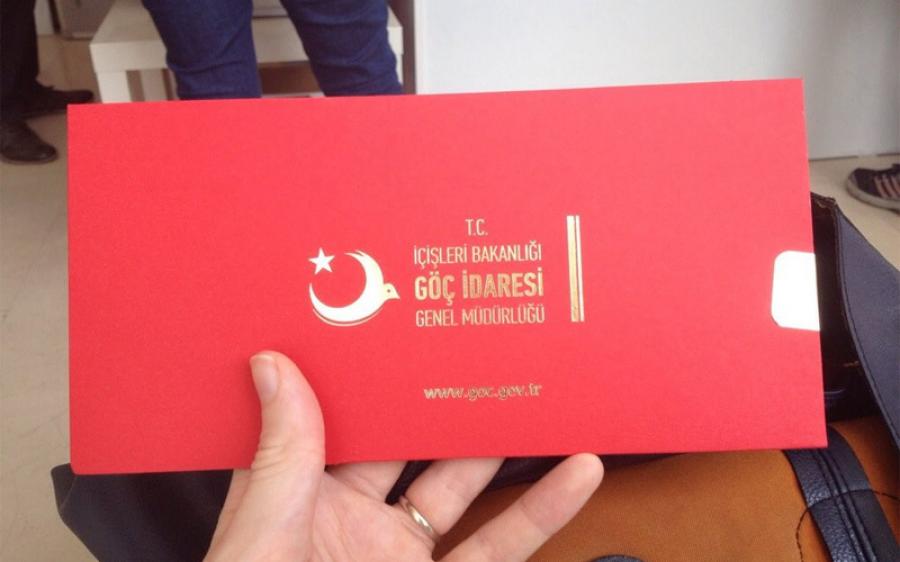 T.C.
İÇİŞLERİ BAKANLIĞI
GÖÇ İDARESİ
GENEL MÜDÜRLÜĞÜ
www.goc.gov.tr